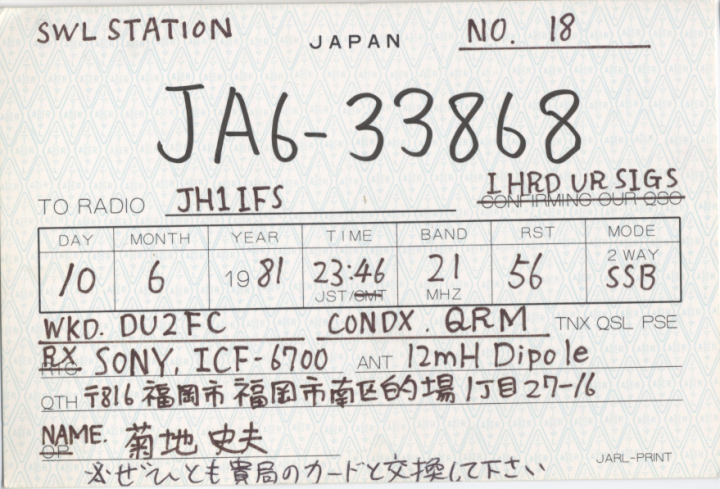 SWL STATION JAPAN NO. 18
JA6-33868
I HRD UR SIGS
TO RADIO JH1IFS CONFIRMING OUR QSO
DAY MONTH YEAR TIME BAND RST MODE
10 6 1981 23:46 JST/GMT 21 MHZ 56 2 WAY SSB
WKD. DU2FC CONDX. QRM TNX QSL PSE
RX SONY, ICF-6700 ANT 12mH Dipole
QTH 〒816 福岡市 福岡市南区的場1丁目27-16
NAME. 菊地 史夫
OP
※ぜひとも貴局のカードと交換して下さい
JARL-PRINT